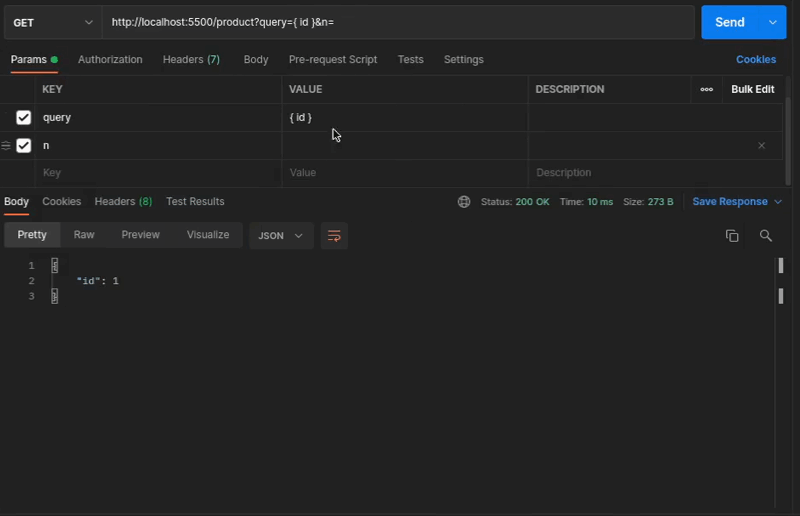 GET http://localhost:5500/product?query={ id }&n= Send
Params Authorization Headers (7) Body Pre-request Script Tests Settings Cookies
KEY VALUE DESCRIPTION Bulk Edit
query { id }
n
Key Value Description
Body Cookies Headers (8) Test Results Status: 200 OK Time: 10 ms Size: 273 B Save Response
Pretty Raw Preview Visualize JSON
1 {
2 "id": 1
3 }